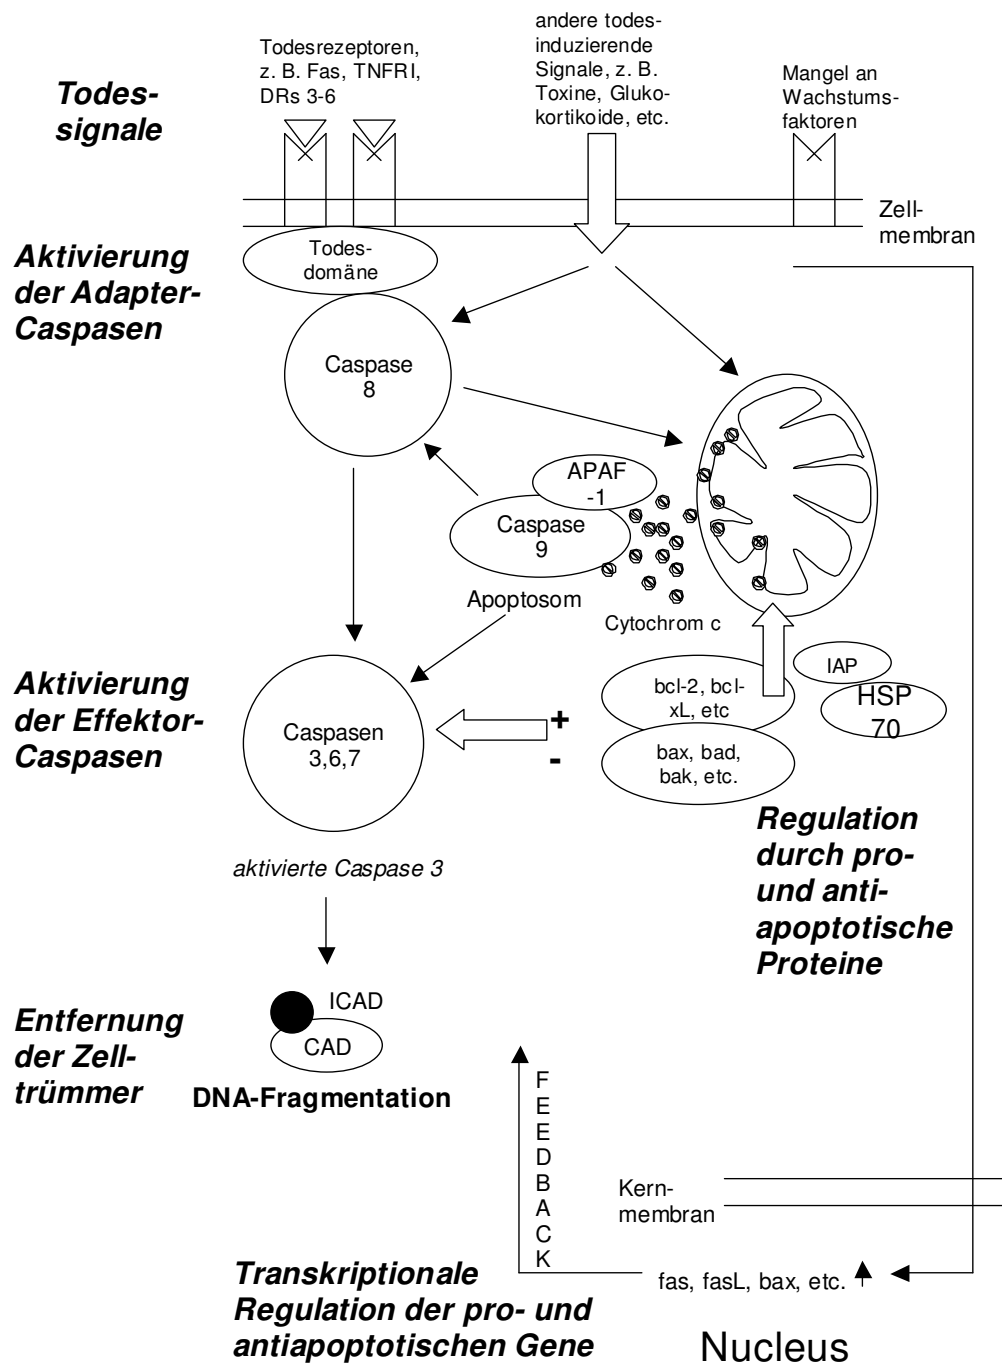 Todes-
signale
Todesrezeptoren,
z. B. Fas, TNFRI,
DRs 3-6
andere todes-
induzierende
Signale, z. B.
Toxine, Gluko-
kortikoide, etc.
Mangel an
Wachstums-
faktoren
Zell-
membran
Aktivierung
der Adapter-
Caspasen
Todes-
domäne
Caspase
8
APAF
-1
Caspase
9
Apoptosom
Cytochrom c
Aktivierung
der Effektor-
Caspasen
Caspasen
3,6,7
+
-
bcl-2, bcl-
xL, etc
bax, bad,
bak, etc.
IAP
HSP
70
Regulation
durch pro-
und anti-
apoptotische
Proteine
aktivierte Caspase 3
Entfernung
der Zell-
trümmer
ICAD
CAD
DNA-Fragmentation
F
E
E
D
B
A
C
K
Kern-
membran
Transkriptionale
Regulation der pro- und
antiapoptotischen Gene
fas, fasL, bax, etc.
Nucleus